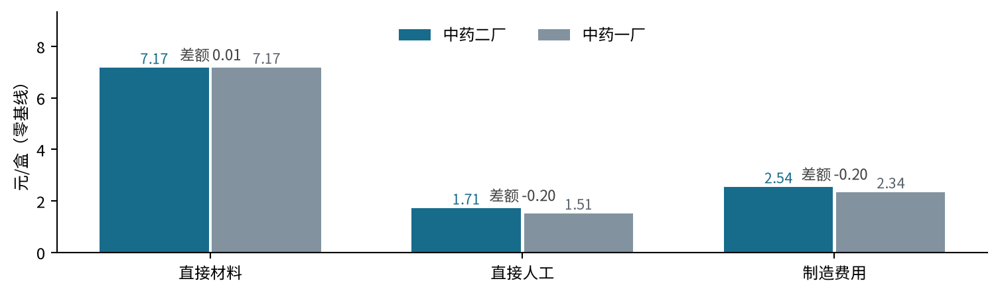 中药二厂 中药一厂
元/盒（零基线）
8
6
4
2
0
7.17 差额 0.01 7.17
1.71 差额 -0.20 1.51
2.54 差额 -0.20 2.34
直接材料 直接人工 制造费用